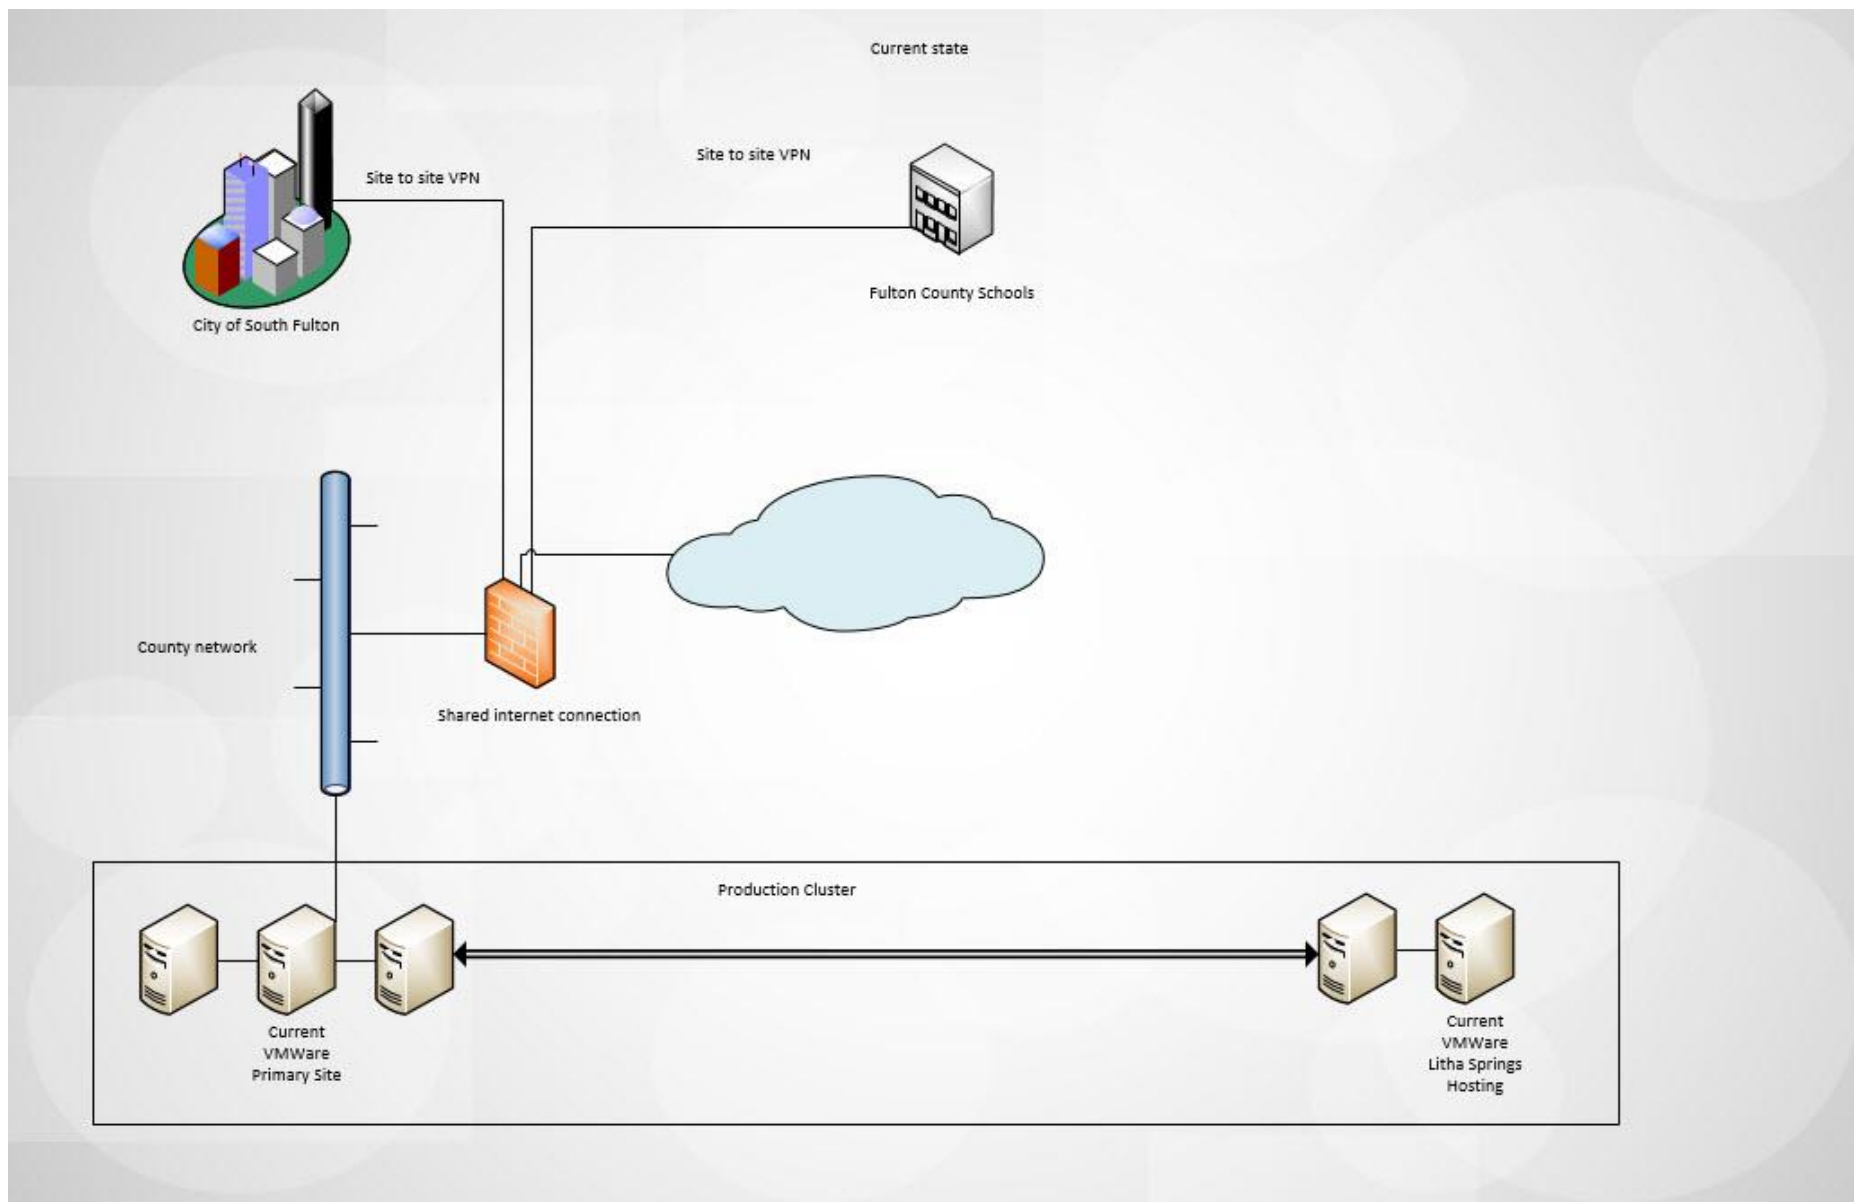 Current state
Site to site VPN
Site to site VPN
Fulton County Schools
City of South Fulton
County network
Shared internet connection
Production Cluster
Current
VMWare
Primary Site
Current
VMWare
Litha Springs
Hosting